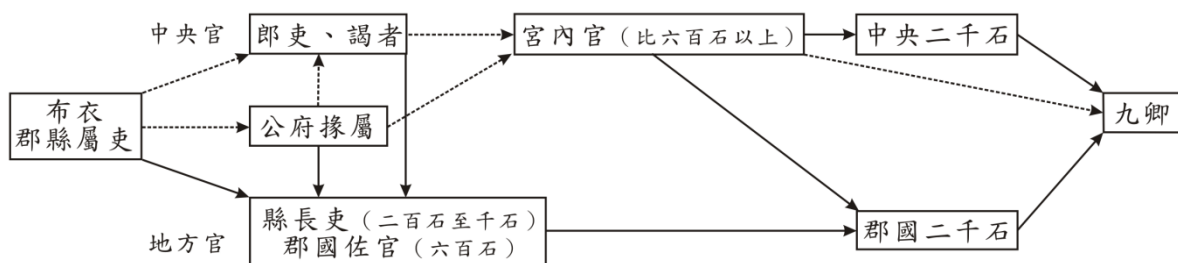 中央官
郎吏、謁者
宮內官（比六百石以上）
中央二千石
布衣
郡縣屬吏
公府掾屬
九卿
縣長吏（二百石至千石）
郡國佐官（六百石）
郡國二千石
地方官